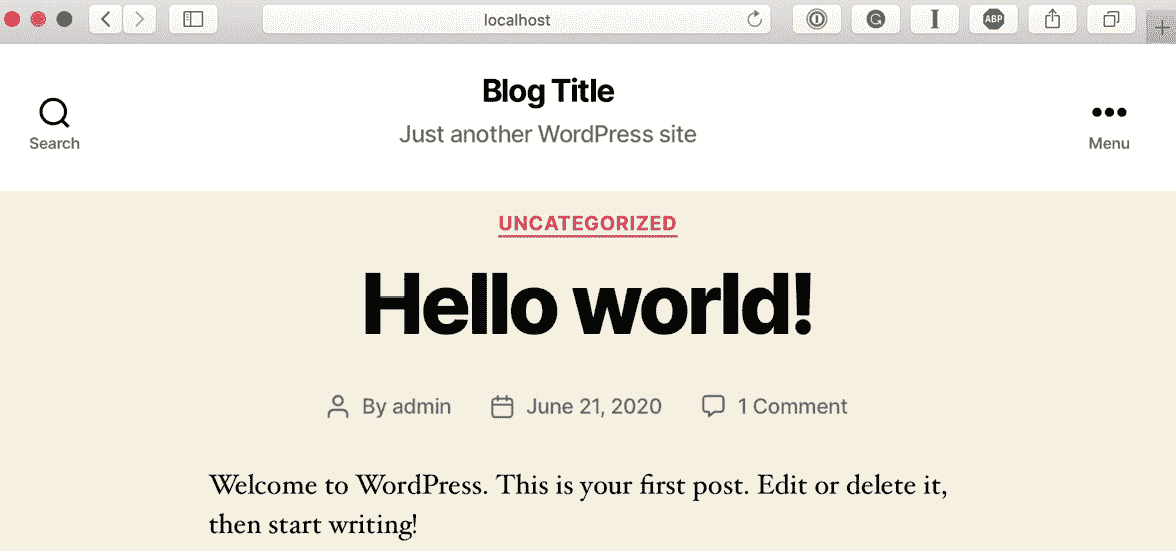 localhost
ABP
Blog Title
Just another WordPress site
Search
Menu
UNCATEGORIZED
Hello world!
By admin June 21, 2020 1 Comment
Welcome to WordPress. This is your first post. Edit or delete it,
then start writing!